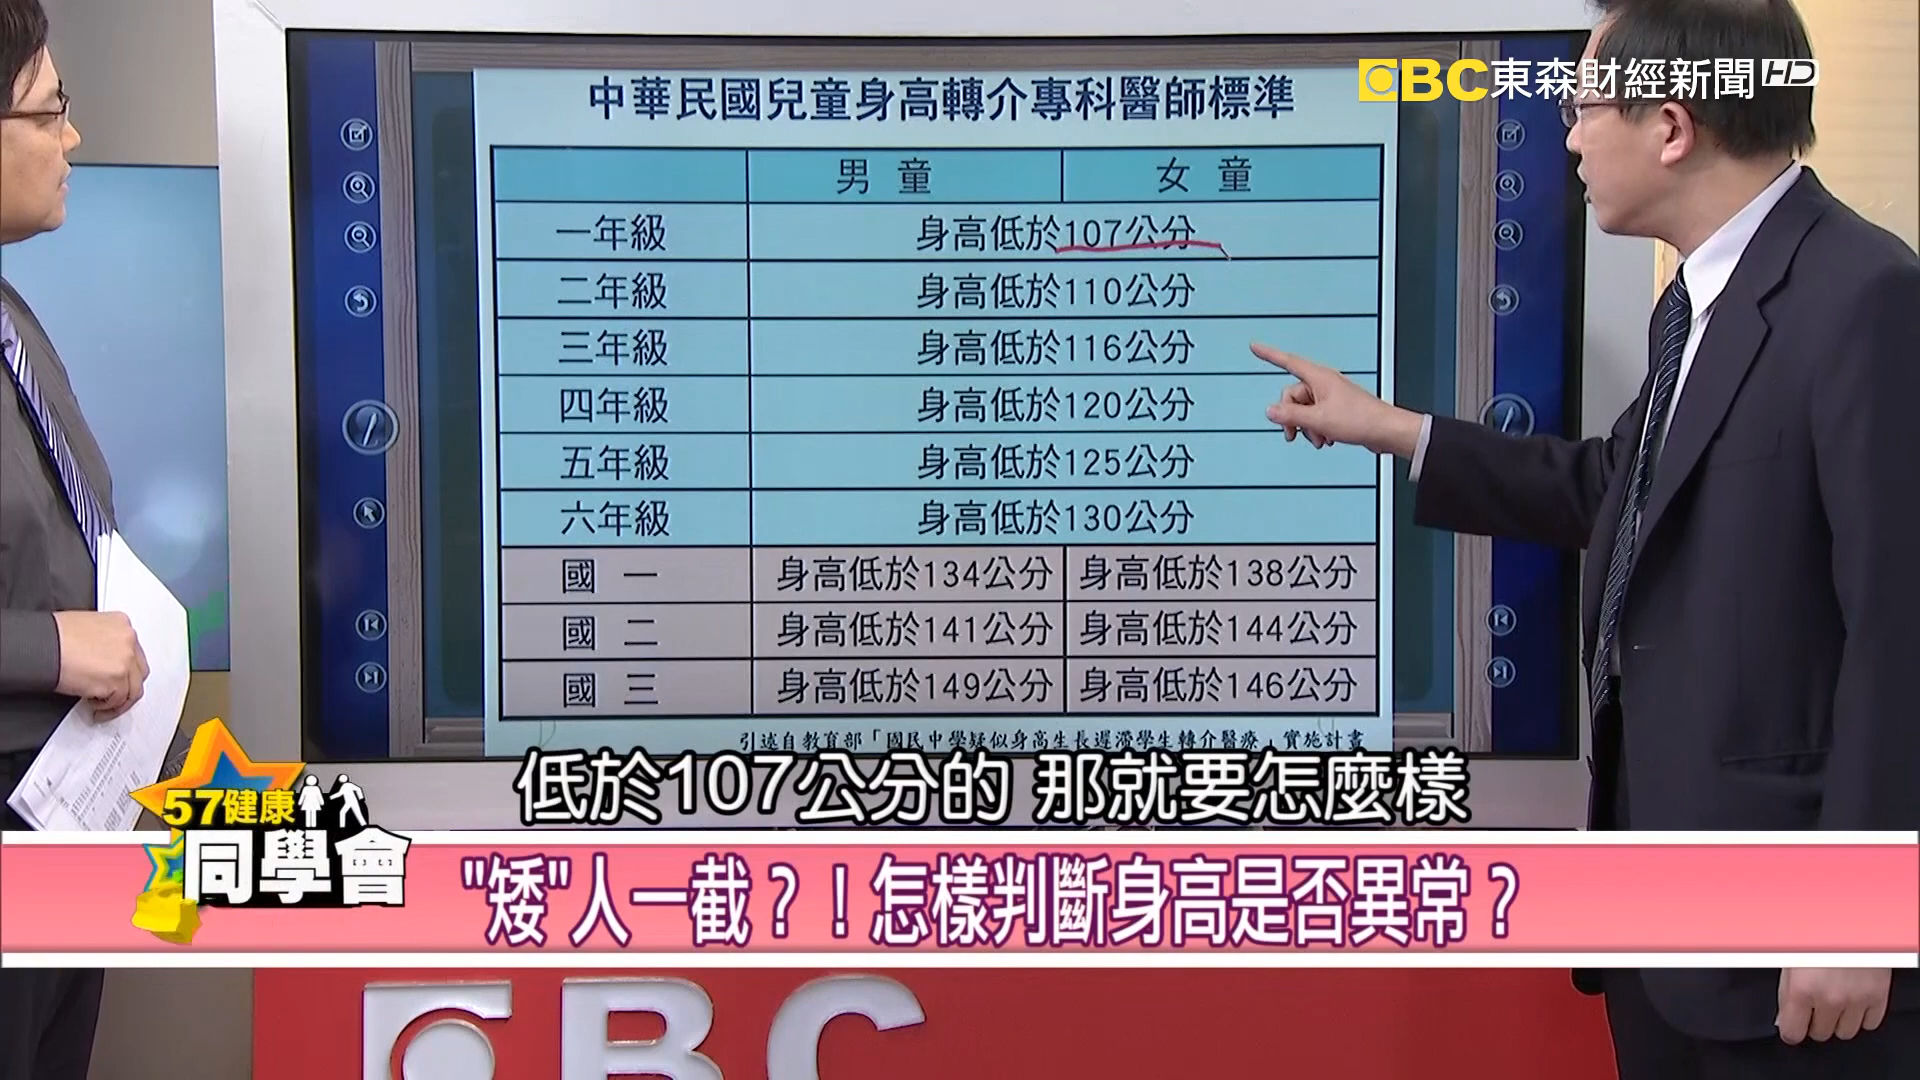 EBC東森財經新聞HD
中華民國兒童身高轉介專科醫師標準
男 童 女 童
一年級 身高低於107公分
二年級 身高低於110公分
三年級 身高低於116公分
四年級 身高低於120公分
五年級 身高低於125公分
六年級 身高低於130公分
國 一 身高低於134公分 身高低於138公分
國 二 身高低於141公分 身高低於144公分
國 三 身高低於149公分 身高低於146公分
引述自教育部「國民中學疑似身高生長遲滯學生轉介醫療」實施計畫
低於107公分的 那就要怎麼樣
57健康
同學會
"矮"人一截？！怎樣判斷身高是否異常？
EBC